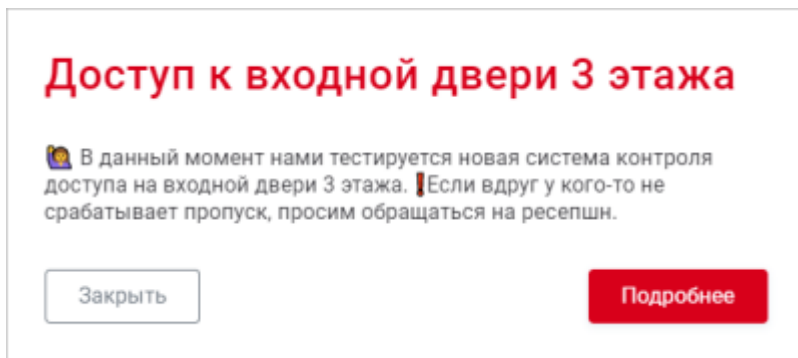 Доступ к входной двери 3 этажа
🙋 В данный момент нами тестируется новая система контроля
доступа на входной двери 3 этажа. ❗Если вдруг у кого-то не
срабатывает пропуск, просим обращаться на ресепшн.
Закрыть
Подробнее